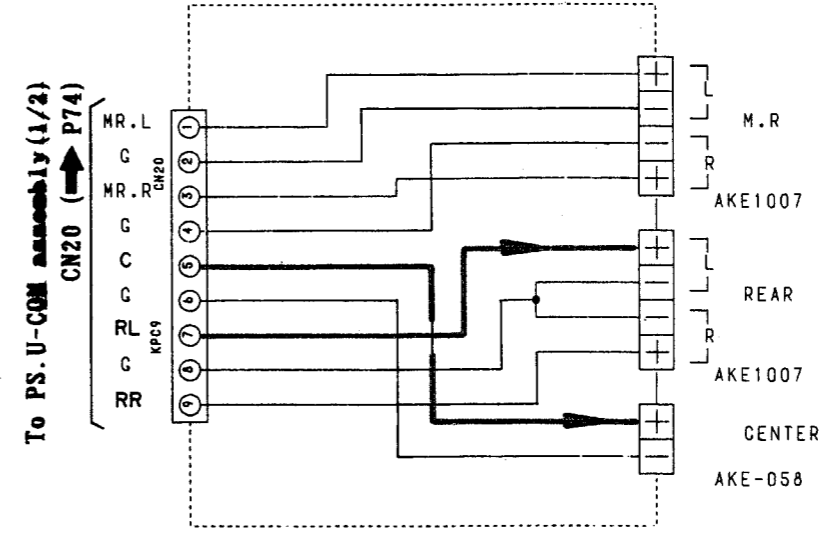 To PS.U-COM assembly(1/2)
CN20 (➡ P74)
MR.L
G
MR.R
G
C
G
RL
G
RR
1
2
3
4
5
6
7
8
9
CN20
KPC9
+
−
−
+
L
R
M.R
AKE1007
+
−
−
+
L
R
REAR
AKE1007
+
−
CENTER
AKE-058